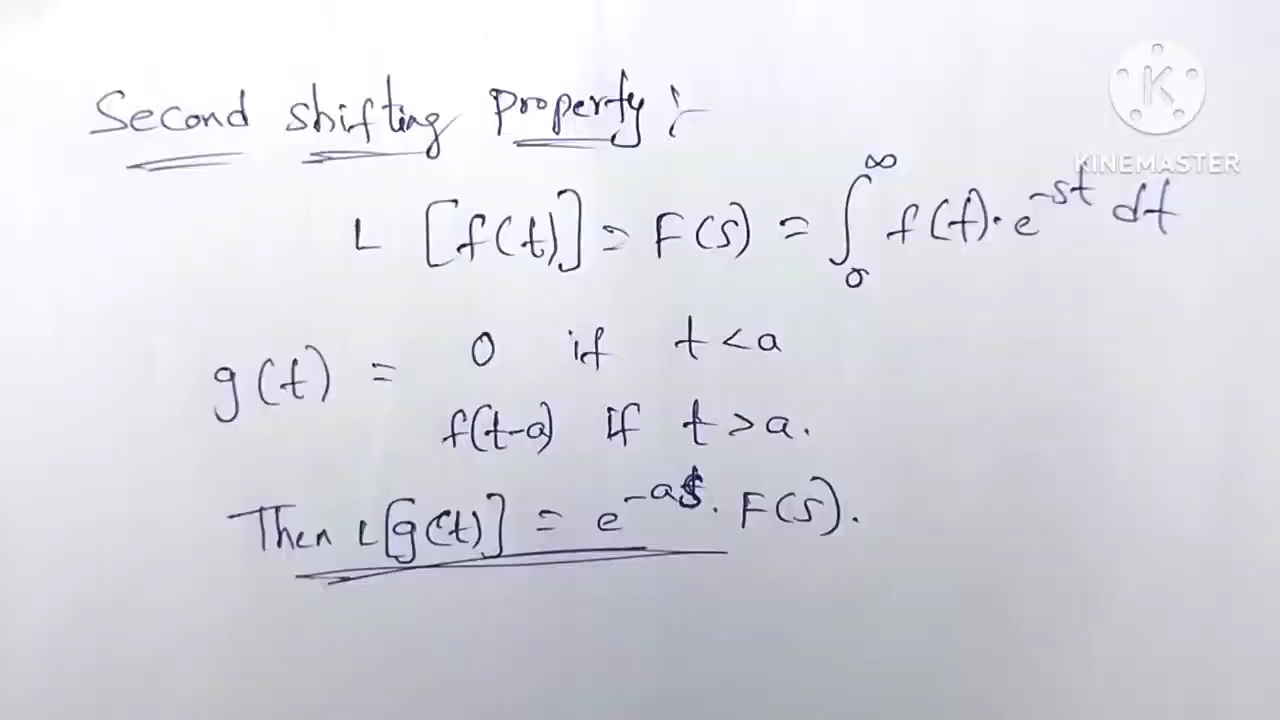 Second shifting property :-
KINEMASTER
L [f(t)] = F(s) = ∫₀^∞ f(t)·e^-st dt
g(t) = 0 if t<a
f(t-a) if t>a.
Then L[g(t)] = e^-as. F(s).